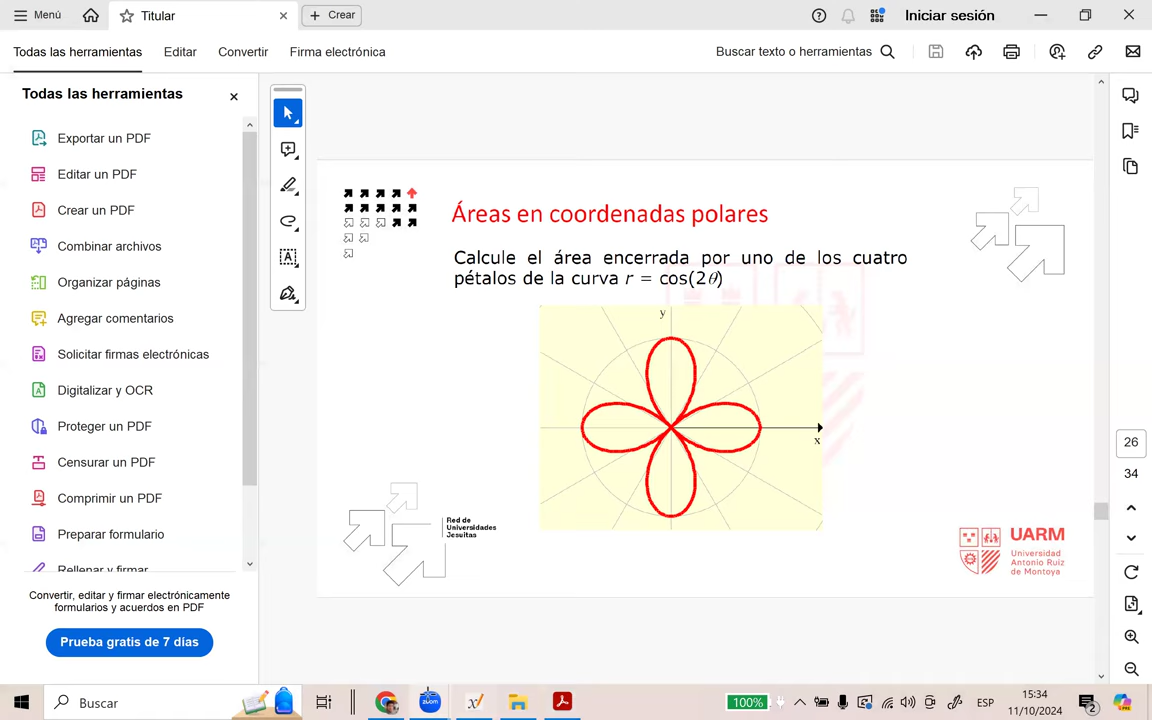 Menú
Titular
Crear
Iniciar sesión
Todas las herramientas
Editar
Convertir
Firma electrónica
Buscar texto o herramientas
Todas las herramientas
Exportar un PDF
Editar un PDF
Crear un PDF
Combinar archivos
Organizar páginas
Agregar comentarios
Solicitar firmas electrónicas
Digitalizar y OCR
Proteger un PDF
Censurar un PDF
Comprimir un PDF
Preparar formulario
Rellenar y firmar
Convertir, editar y firmar electrónicamente
formularios y acuerdos en PDF
Prueba gratis de 7 días
Áreas en coordenadas polares
Calcule el área encerrada por uno de los cuatro
pétalos de la curva r = cos(2θ)
y
x
Red de
Universidades
Jesuitas
UARM
Universidad
Antonio Ruiz
de Montoya
26
34
Buscar
zoom
100%
ESP
15:34
11/10/2024
2